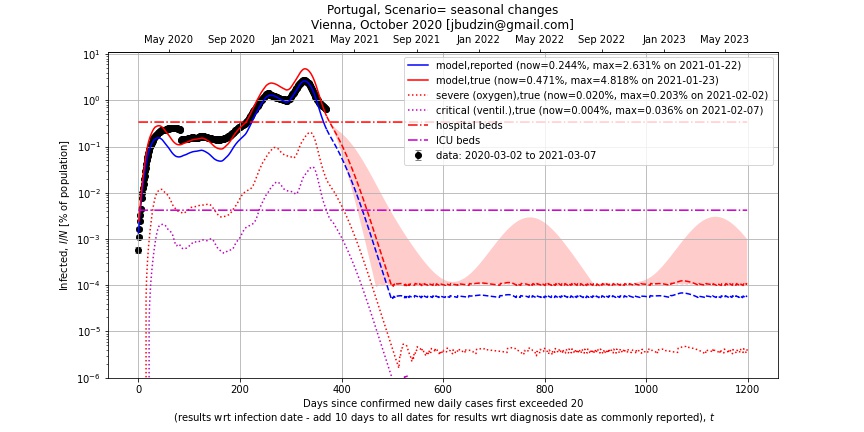 Portugal, Scenario= seasonal changes
Vienna, October 2020 [jbudzin@gmail.com]
May 2020 Sep 2020 Jan 2021 May 2021 Sep 2021 Jan 2022 May 2022 Sep 2022 Jan 2023 May 2023
model,reported (now=0.244%, max=2.631% on 2021-01-22)
model,true (now=0.471%, max=4.818% on 2021-01-23)
severe (oxygen),true (now=0.020%, max=0.203% on 2021-02-02)
critical (ventil.),true (now=0.004%, max=0.036% on 2021-02-07)
hospital beds
ICU beds
data: 2020-03-02 to 2021-03-07
Infected, I/N [% of population]
10¹
10⁰
10⁻¹
10⁻²
10⁻³
10⁻⁴
10⁻⁵
10⁻⁶
0 200 400 600 800 1000 1200
Days since confirmed new daily cases first exceeded 20
(results wrt infection date - add 10 days to all dates for results wrt diagnosis date as commonly reported), t